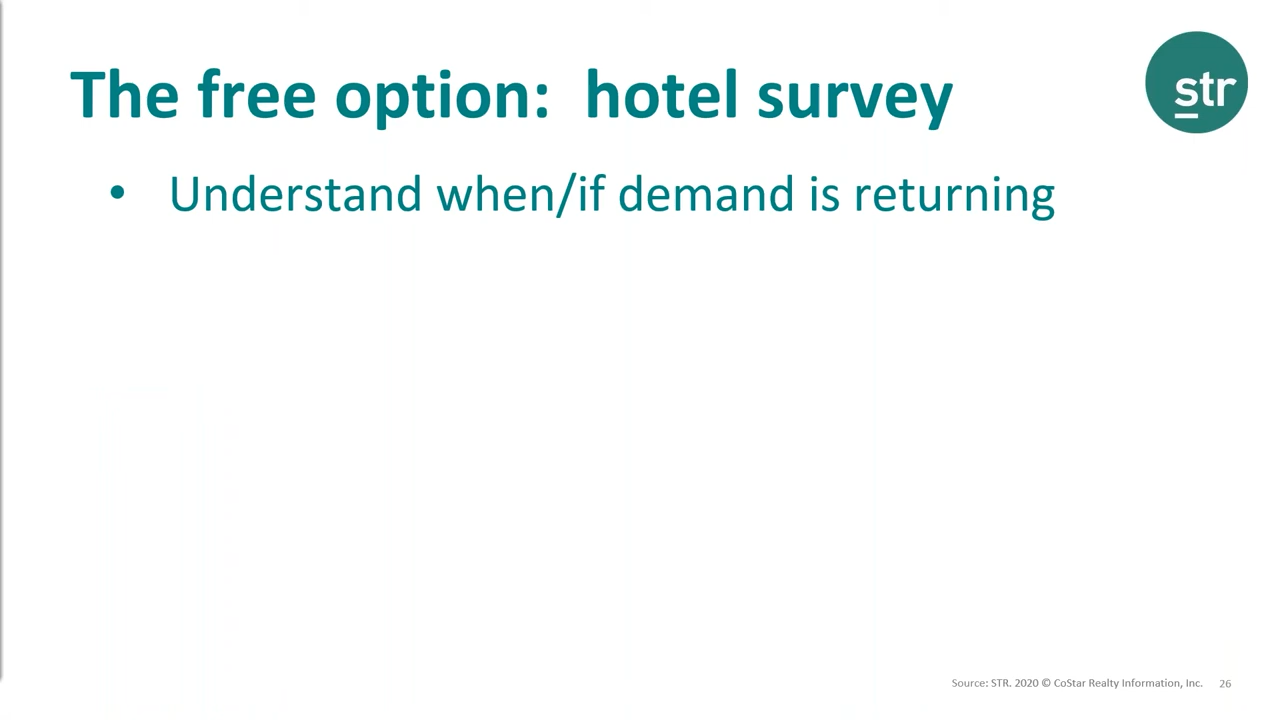 The free option:  hotel survey
str
• Understand when/if demand is returning
Source: STR. 2020 © CoStar Realty Information, Inc. 26